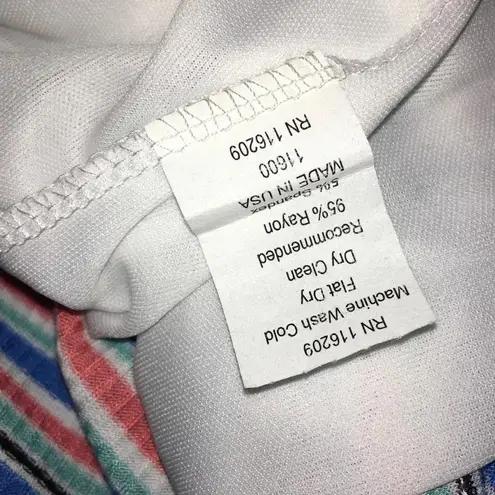 RN 116209
Machine Wash Cold
Flat Dry
Dry Clean
Recommended
95% Rayon
5% Spandex
MADE IN USA
11600
RN 116209